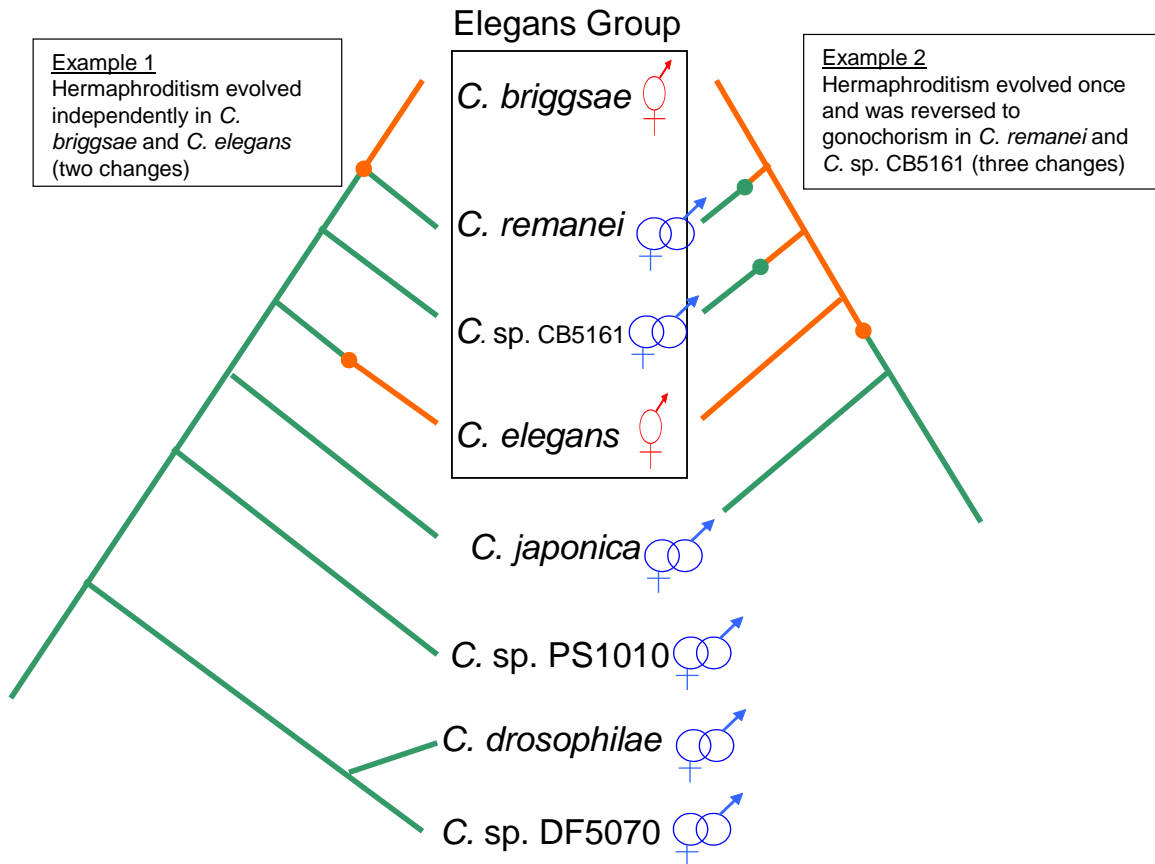 Elegans Group
Example 1
Hermaphroditism evolved
independently in C.
briggsae and C. elegans
(two changes)
Example 2
Hermaphroditism evolved once
and was reversed to
gonochorism in C. remanei and
C. sp. CB5161 (three changes)
C. briggsae
C. remanei
C. sp. CB5161
C. elegans
C. japonica
C. sp. PS1010
C. drosophilae
C. sp. DF5070